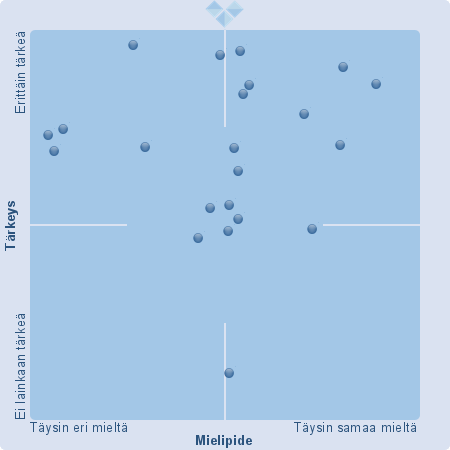 Erittäin tärkeä
Tärkeys
Ei lainkaan tärkeä
Täysin eri mieltä
Täysin samaa mieltä
Mielipide